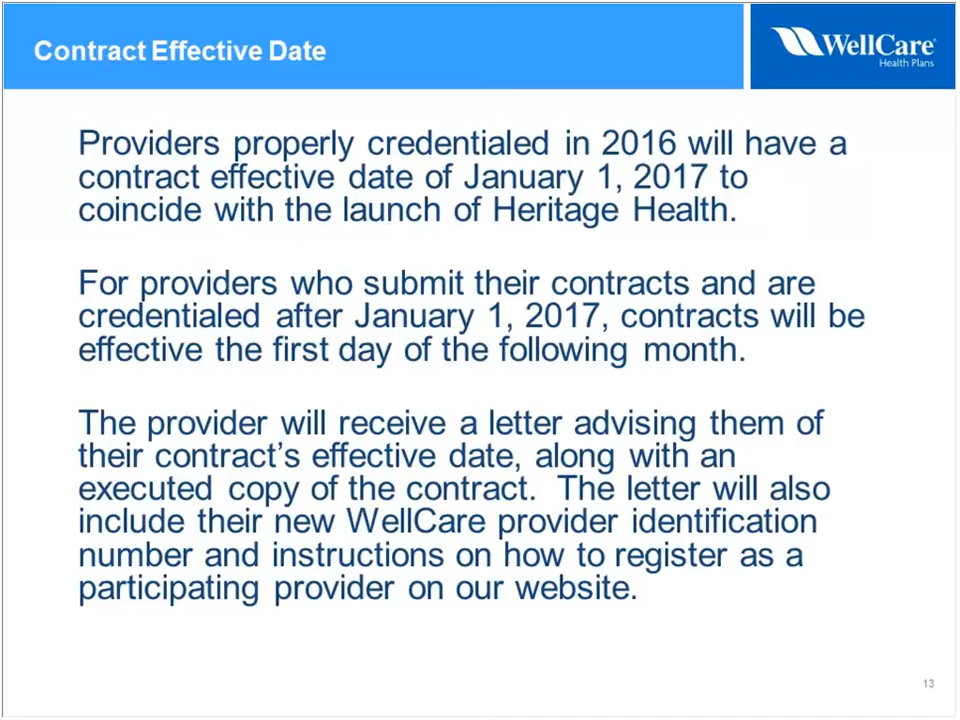 Contract Effective Date
WellCare®
Health Plans
Providers properly credentialed in 2016 will have a
contract effective date of January 1, 2017 to
coincide with the launch of Heritage Health.
For providers who submit their contracts and are
credentialed after January 1, 2017, contracts will be
effective the first day of the following month.
The provider will receive a letter advising them of
their contract’s effective date, along with an
executed copy of the contract.  The letter will also
include their new WellCare provider identification
number and instructions on how to register as a
participating provider on our website.
13